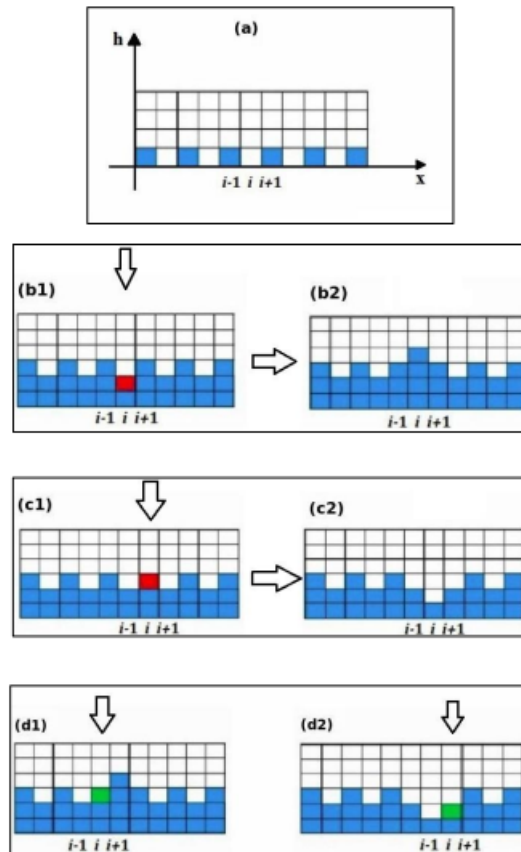 (a)
h
i-1 i i+1
x
(b1)
(b2)
i-1 i i+1
i-1 i i+1
(c1)
(c2)
i-1 i i+1
i-1 i i+1
(d1)
(d2)
i-1 i i+1
i-1 i i+1